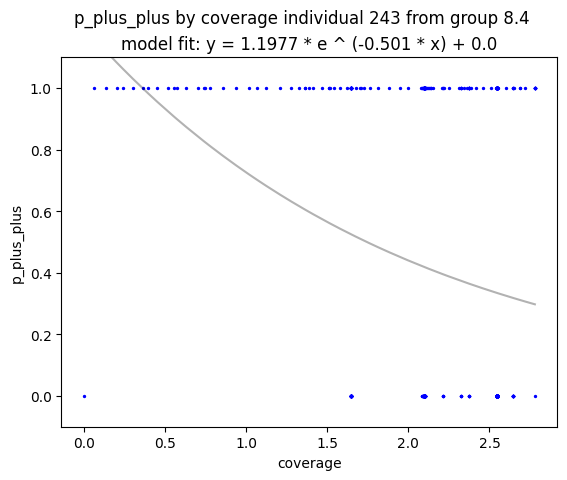 p_plus_plus by coverage individual 243 from group 8.4
model fit: y = 1.1977 * e ^ (-0.501 * x) + 0.0
1.0
0.8
0.6
0.4
0.2
0.0
p_plus_plus
0.0 0.5 1.0 1.5 2.0 2.5
coverage